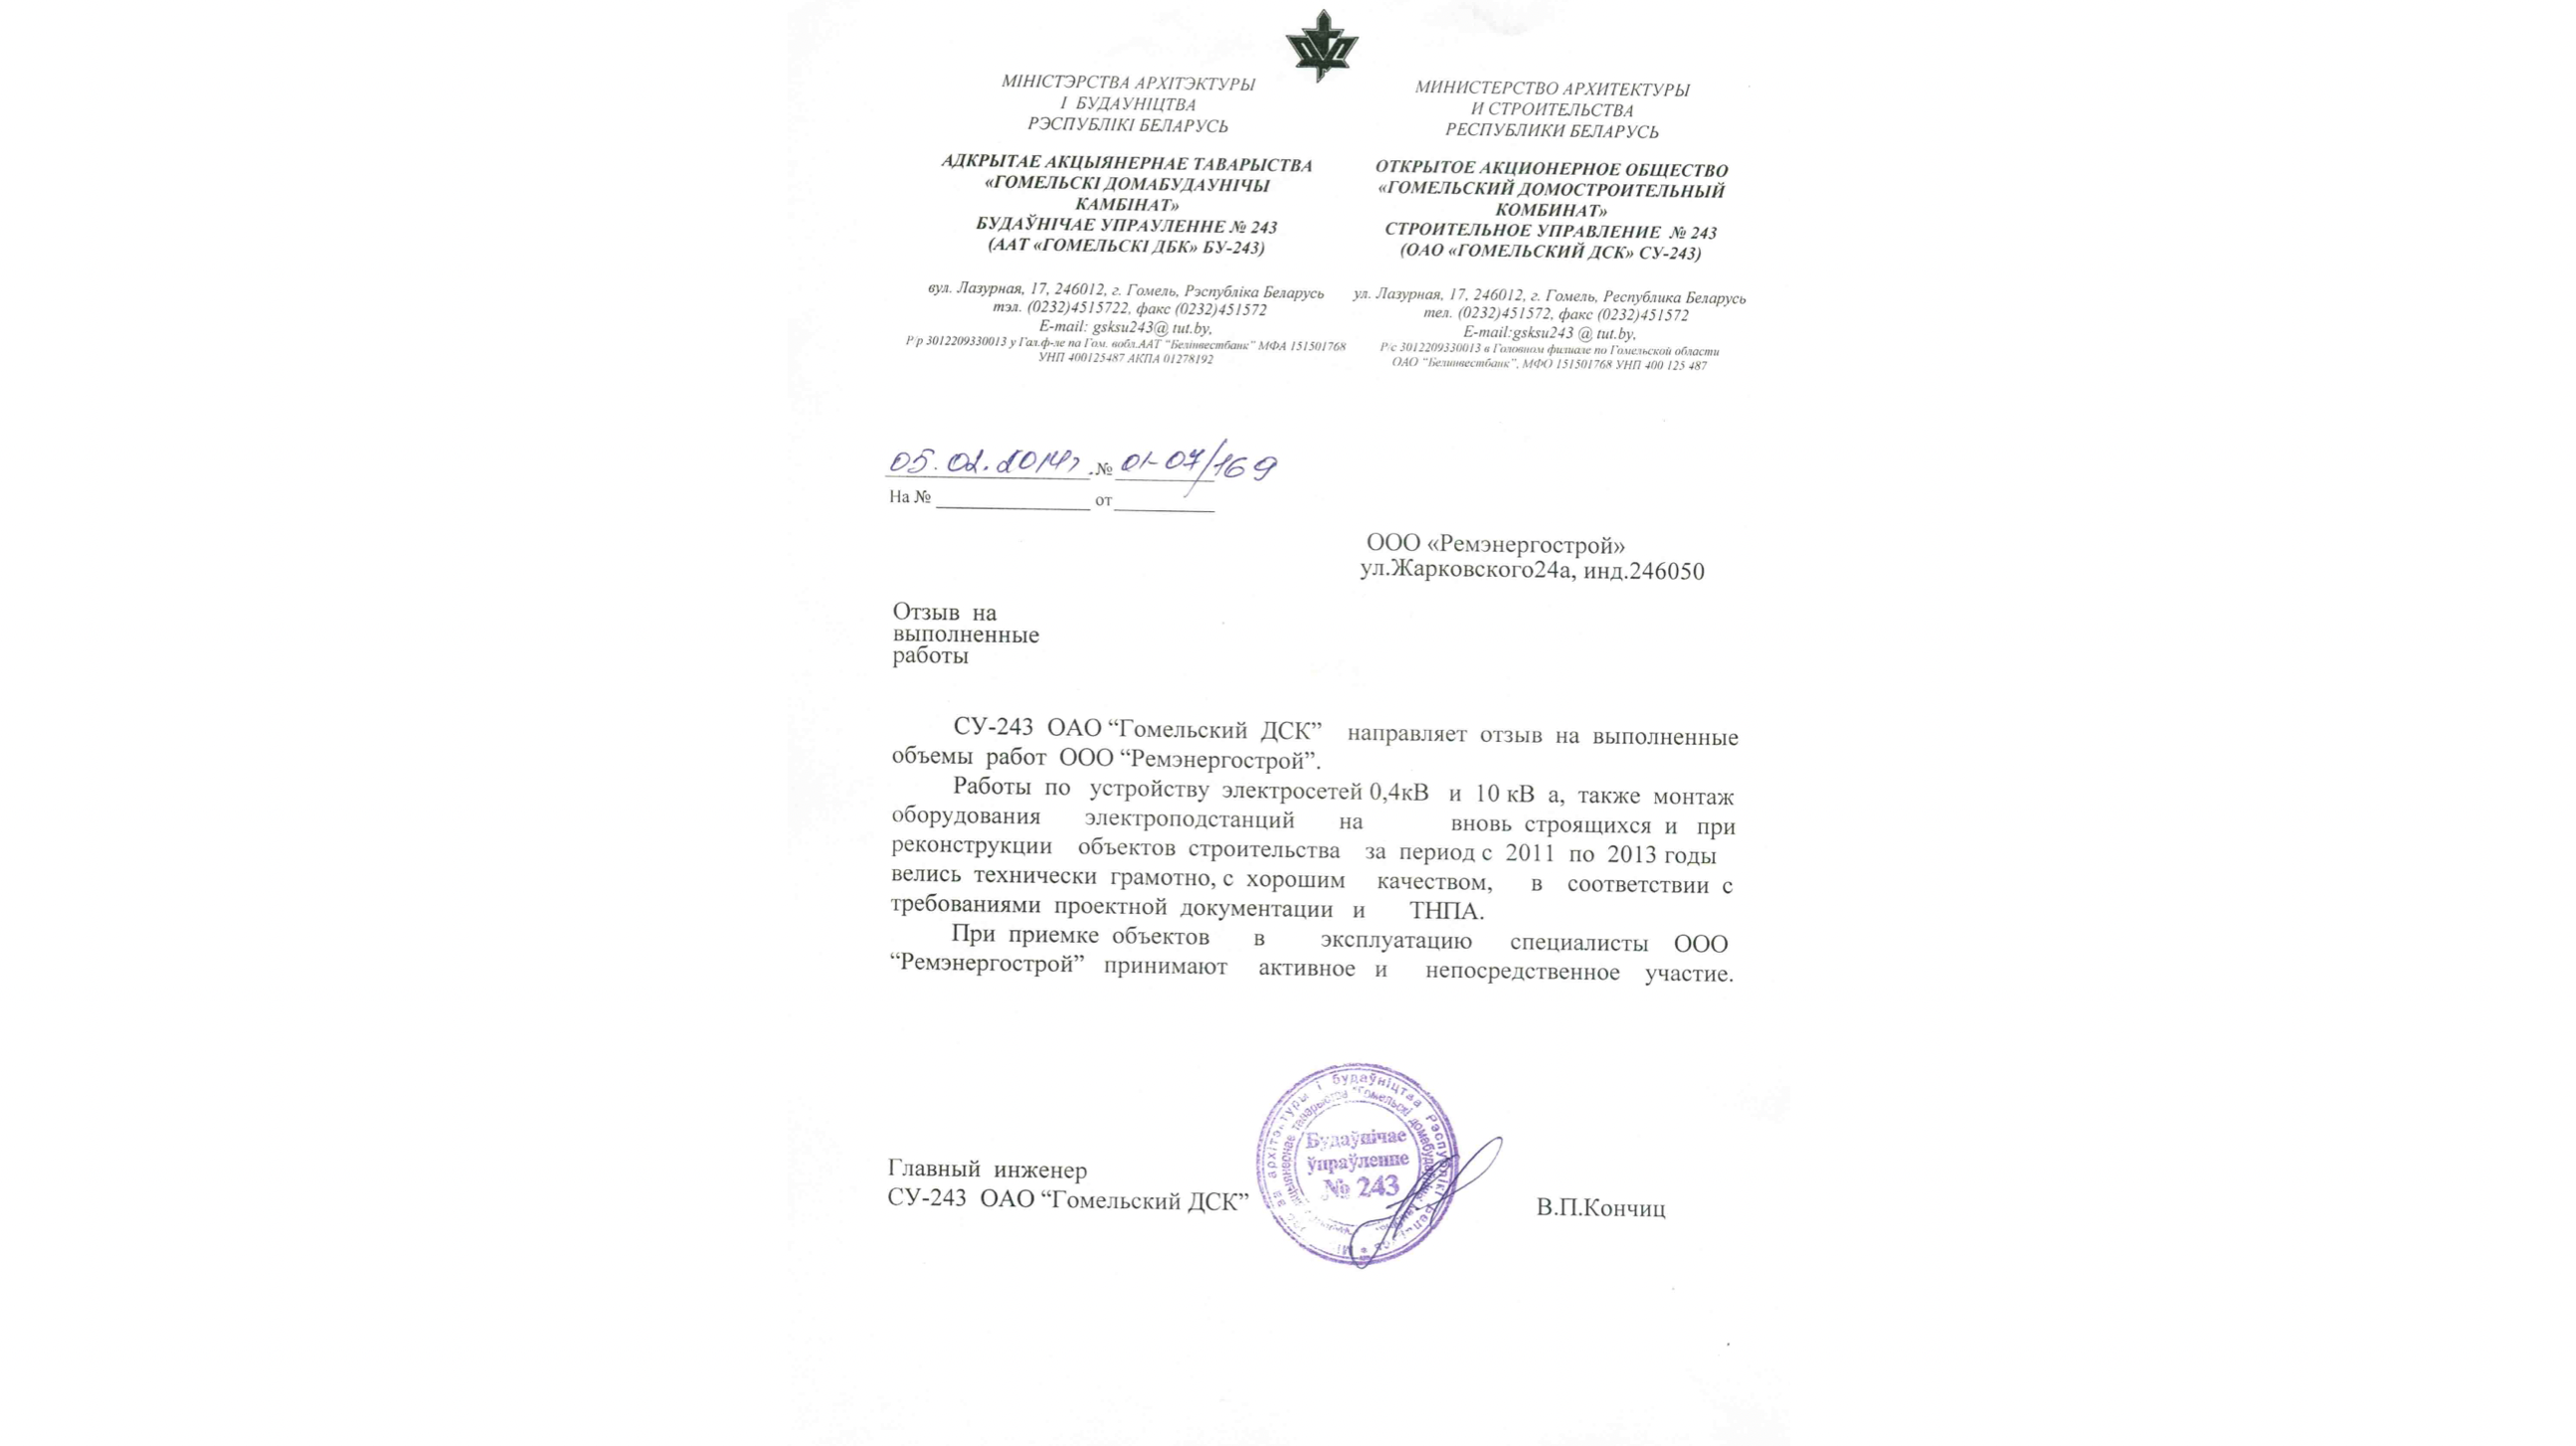 МІНІСТЭРСТВА АРХІТЭКТУРЫ
І БУДАУНІЦТВА
РЭСПУБЛІКІ БЕЛАРУСЬ
АДКРЫТАЕ АКЦЫЯНЕРНАЕ ТАВАРЫСТВА
«ГОМЕЛЬСКІ ДОМАБУДАУНІЧЫ
КАМБІНАТ»
БУДАЎНІЧАЕ УПРАУЛЕННЕ № 243
(ААТ «ГОМЕЛЬСКІ ДБК» БУ-243)
вул. Лазурная, 17, 246012, г. Гомель, Рэспубліка Беларусь
тэл. (0232)4515722, факс (0232)451572
E-mail: gsksu243@ tut.by,
Р/р 3012209330013 у Гал.ф-ле па Гом. вобл.ААТ "Белінвестбанк" МФА 151501768
УНП 400125487 АКПА 01278192
МИНИСТЕРСТВО АРХИТЕКТУРЫ
И СТРОИТЕЛЬСТВА
РЕСПУБЛИКИ БЕЛАРУСЬ
ОТКРЫТОЕ АКЦИОНЕРНОЕ ОБЩЕСТВО
«ГОМЕЛЬСКИЙ ДОМОСТРОИТЕЛЬНЫЙ
КОМБИНАТ»
СТРОИТЕЛЬНОЕ УПРАВЛЕНИЕ № 243
(ОАО «ГОМЕЛЬСКИЙ ДСК» СУ-243)
ул. Лазурная, 17, 246012, г. Гомель, Республика Беларусь
тел. (0232)451572, факс (0232)451572
E-mail:gsksu243 @ tut.by,
Р/с 3012209330013 в Головном филиале по Гомельской области
ОАО "Белинвестбанк", МФО 151501768 УНП 400 125 487
05.02.2014г. № 01-07/169
На № от
ООО «Ремэнергострой»
ул.Жарковского24а, инд.246050
Отзыв на
выполненные
работы
СУ-243 ОАО “Гомельский ДСК” направляет отзыв на выполненные
объемы работ ООО “Ремэнергострой”.
Работы по устройству электросетей 0,4кВ и 10 кВ а, также монтаж
оборудования электроподстанций на вновь строящихся и при
реконструкции объектов строительства за период с 2011 по 2013 годы
велись технически грамотно, с хорошим качеством, в соответствии с
требованиями проектной документации и ТНПА.
При приемке объектов в эксплуатацию специалисты ООО
“Ремэнергострой” принимают активное и непосредственное участие.
Главный инженер
СУ-243 ОАО “Гомельский ДСК”
В.П.Кончиц
архітэктуры і будаўніцтва Рэспублікі
таварыства "Гомельскі домабудаўнічы
Будаўнічае
ўпраўленне
№ 243